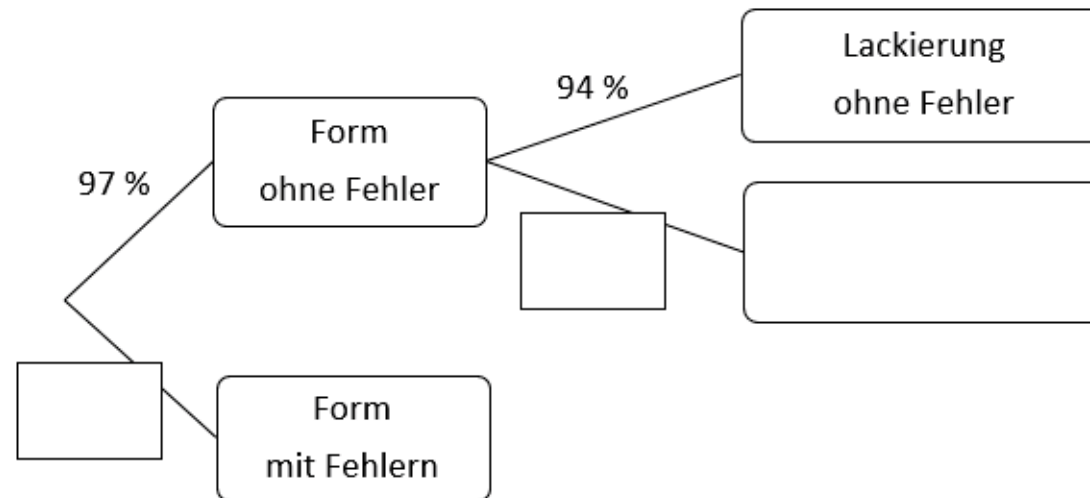 Lackierung
ohne Fehler
94 %
Form
ohne Fehler
97 %
Form
mit Fehlern